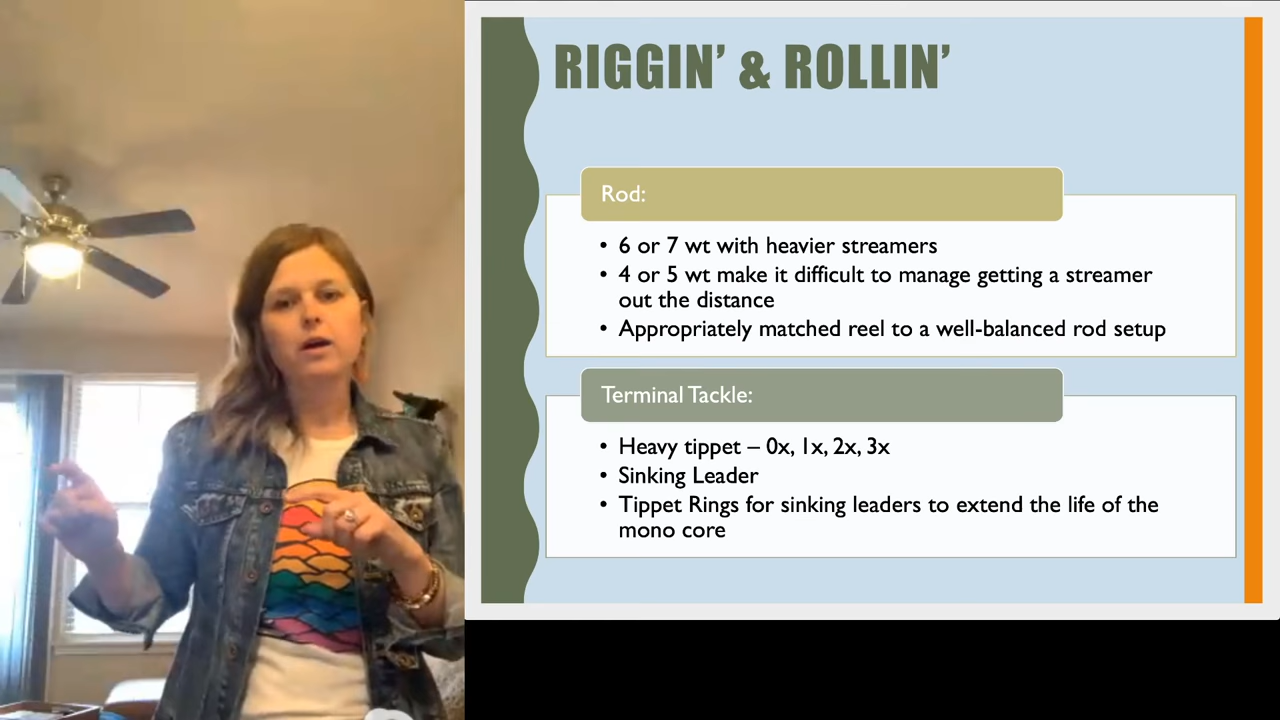 RIGGIN’ & ROLLIN’
Rod:
• 6 or 7 wt with heavier streamers
• 4 or 5 wt make it difficult to manage getting a streamer
out the distance
• Appropriately matched reel to a well-balanced rod setup
Terminal Tackle:
• Heavy tippet – 0x, 1x, 2x, 3x
• Sinking Leader
• Tippet Rings for sinking leaders to extend the life of the
mono core